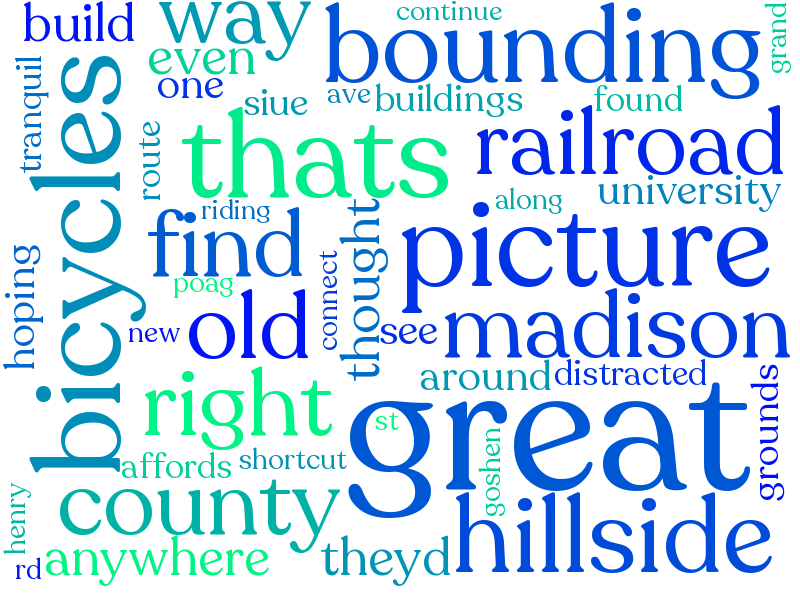 build
way
continue
grand
even
bounding
one
siue
ave
buildings
found
tranquil
bicycles
route
thats
railroad
riding
along
university
find
thought
picture
hoping
poag
connect
new
old
see
madison
right
around
distracted
great
st
grounds
affords
shortcut
goshen
county
henry
hillside
rd
anywhere
theyd